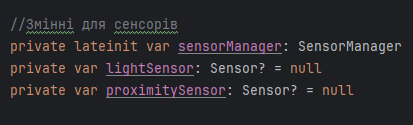 //Змінні для сенсорів
private lateinit var sensorManager: SensorManager
private var lightSensor: Sensor? = null
private var proximitySensor: Sensor? = null